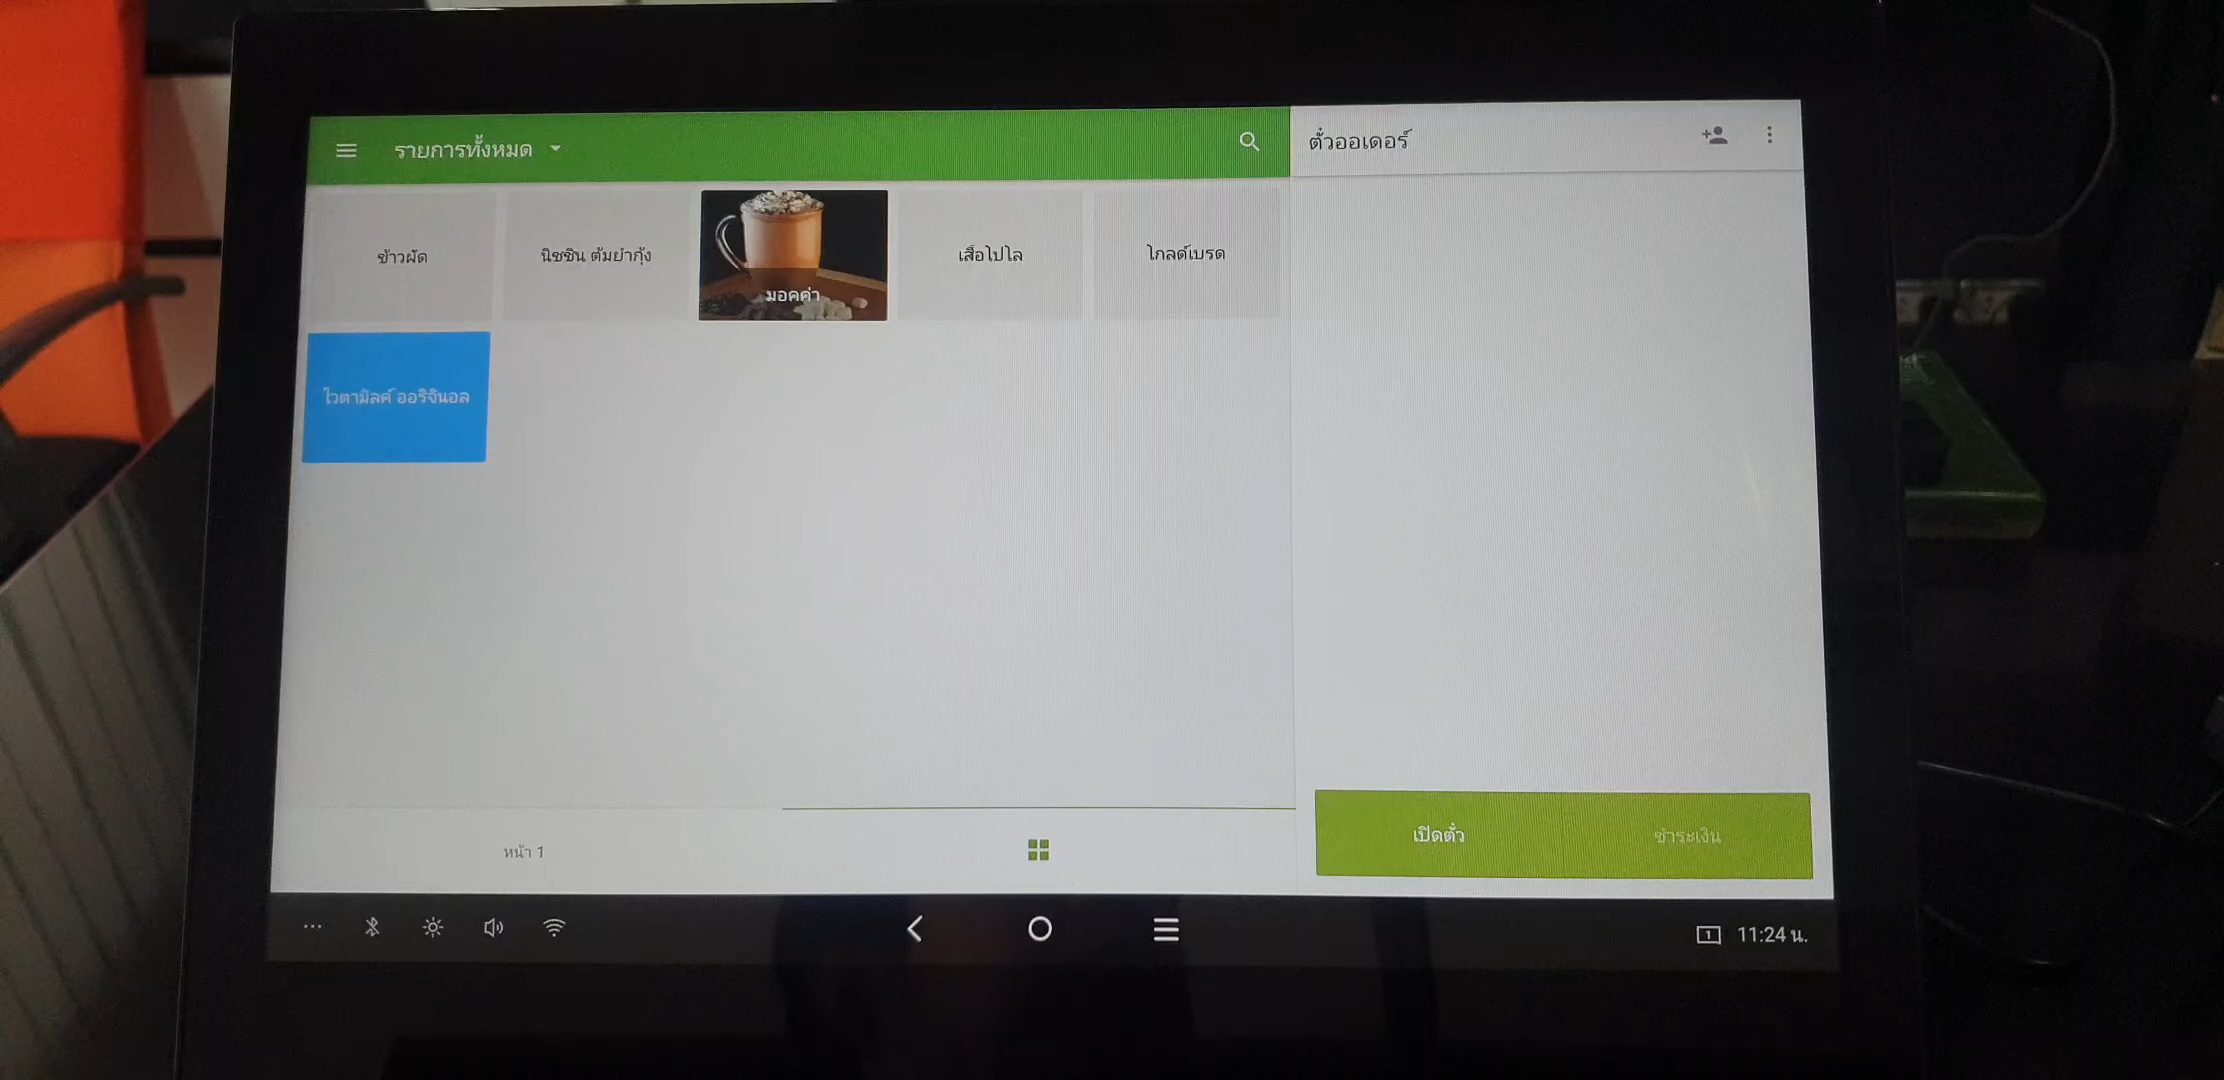 รายการทั้งหมด
ตั๋วออเดอร์
ข้าวผัด
นิชชิน ต้มยำกุ้ง
มอคค่า
เสื้อโปโล
โกลด์เบรด
ไวตามิลค์ ออริจินอล
หน้า 1
เปิดตั๋ว
ชำระเงิน
1
11:24 น.